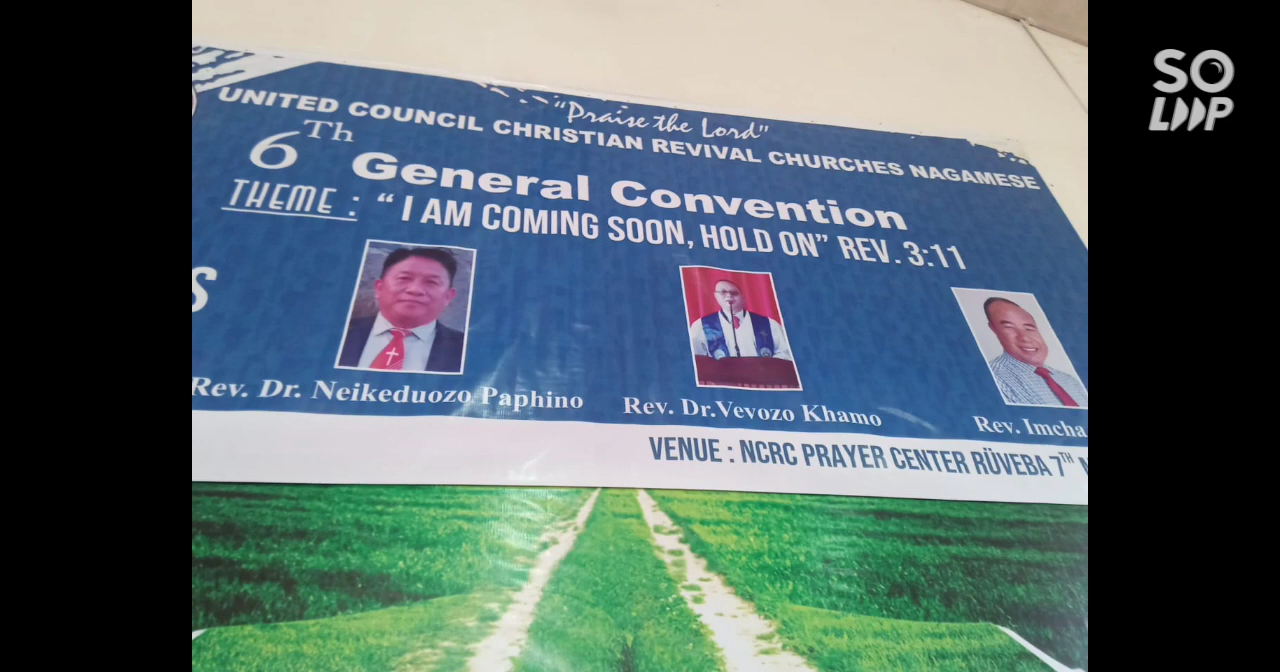 "Praise the Lord"
UNITED COUNCIL CHRISTIAN REVIVAL CHURCHES NAGAMESE
6Th General Convention
THEME : " I AM COMING SOON, HOLD ON" REV. 3:11
S
Rev. Dr. Neikeduozo Paphino
Rev. Dr.Vevozo Khamo
Rev. Imcha
VENUE : NCRC PRAYER CENTER RÜVEBA 7TH
SO
LOOP